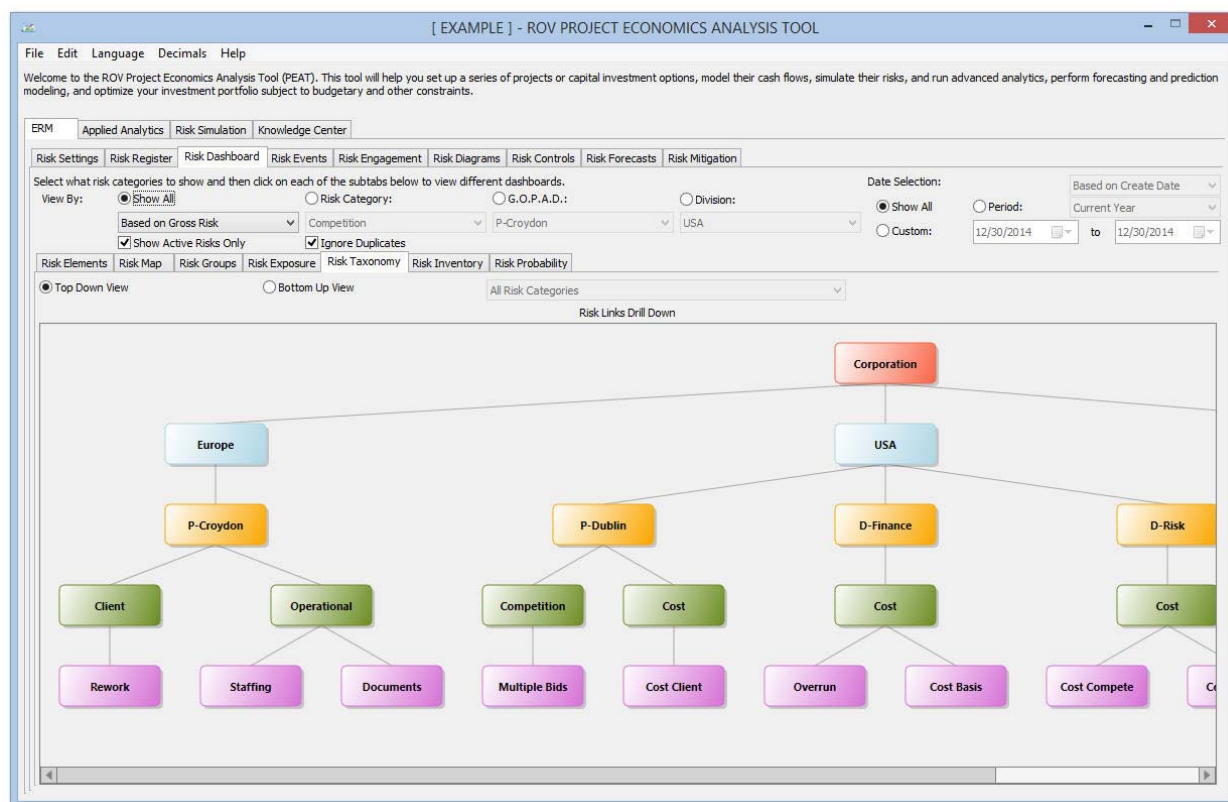 [ EXAMPLE ] - ROV PROJECT ECONOMICS ANALYSIS TOOL
File Edit Language Decimals Help
Welcome to the ROV Project Economics Analysis Tool (PEAT). This tool will help you set up a series of projects or capital investment options, model their cash flows, simulate their risks, and run advanced analytics, perform forecasting and prediction
modeling, and optimize your investment portfolio subject to budgetary and other constraints.
ERM Applied Analytics Risk Simulation Knowledge Center
Risk Settings Risk Register Risk Dashboard Risk Events Risk Engagement Risk Diagrams Risk Controls Risk Forecasts Risk Mitigation
Select what risk categories to show and then click on each of the subtabs below to view different dashboards. Date Selection: Based on Create Date
View By: Show All Risk Category: G.O.P.A.D.: Division: Show All Period: Current Year
Based on Gross Risk Competition P-Croydon USA Custom: 12/30/2014 to 12/30/2014
Show Active Risks Only Ignore Duplicates
Risk Elements Risk Map Risk Groups Risk Exposure Risk Taxonomy Risk Inventory Risk Probability
Top Down View Bottom Up View All Risk Categories
Risk Links Drill Down
Corporation
Europe USA
P-Croydon P-Dublin D-Finance D-Risk
Client Operational Competition Cost Cost Cost
Rework Staffing Documents Multiple Bids Cost Client Overrun Cost Basis Cost Compete